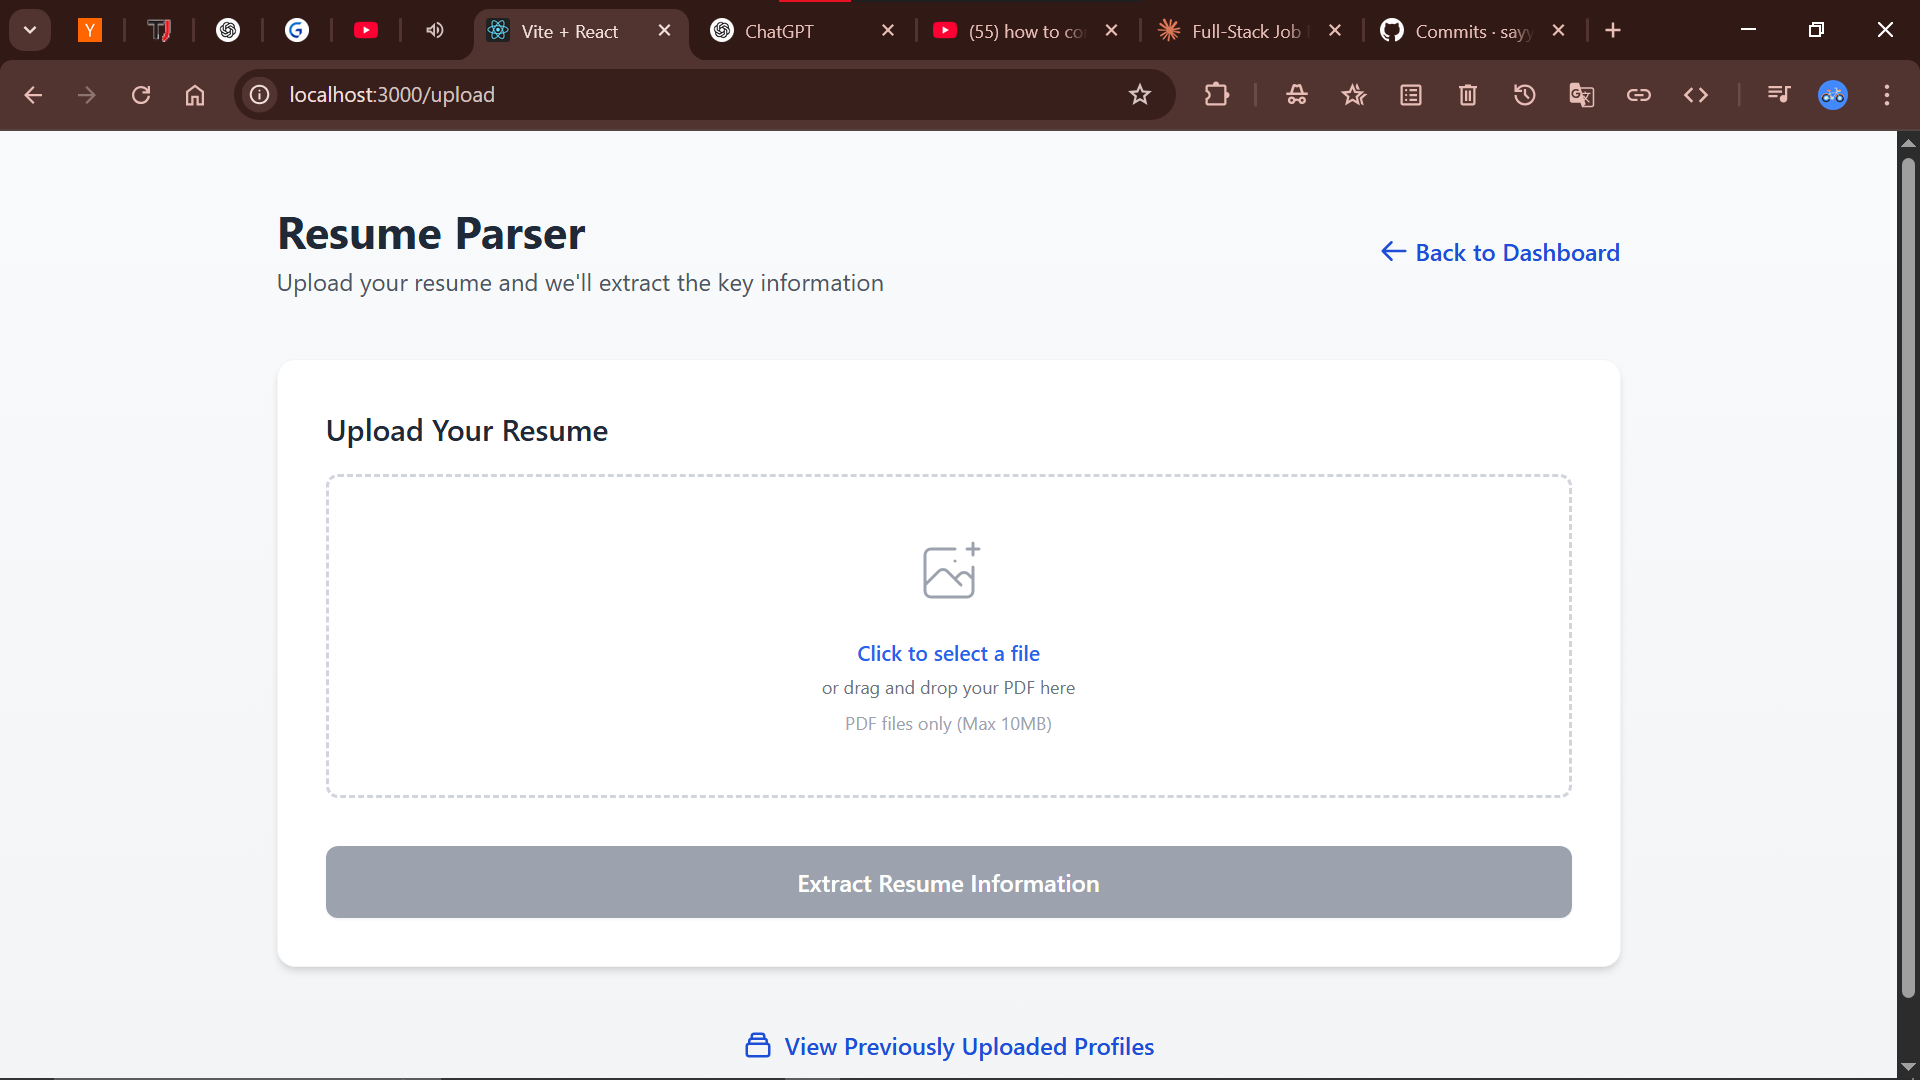 Y
TJ
Vite + React
ChatGPT
(55) how to co
Full-Stack Job
Commits · sayy
localhost:3000/upload
Resume Parser
Upload your resume and we'll extract the key information
← Back to Dashboard
Upload Your Resume
Click to select a file
or drag and drop your PDF here
PDF files only (Max 10MB)
Extract Resume Information
View Previously Uploaded Profiles